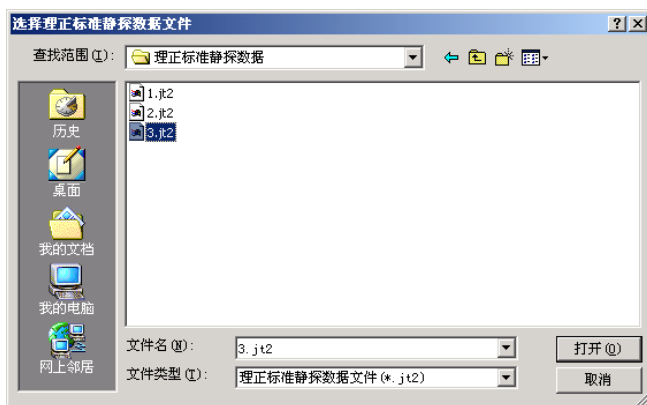 选择理正标准静探数据文件
查找范围(I):
理正标准静探数据
1.jt2
2.jt2
3.jt2
历史
桌面
我的文档
我的电脑
网上邻居
文件名(N):
3.jt2
打开(O)
文件类型(T):
理正标准静探数据文件(*.jt2)
取消